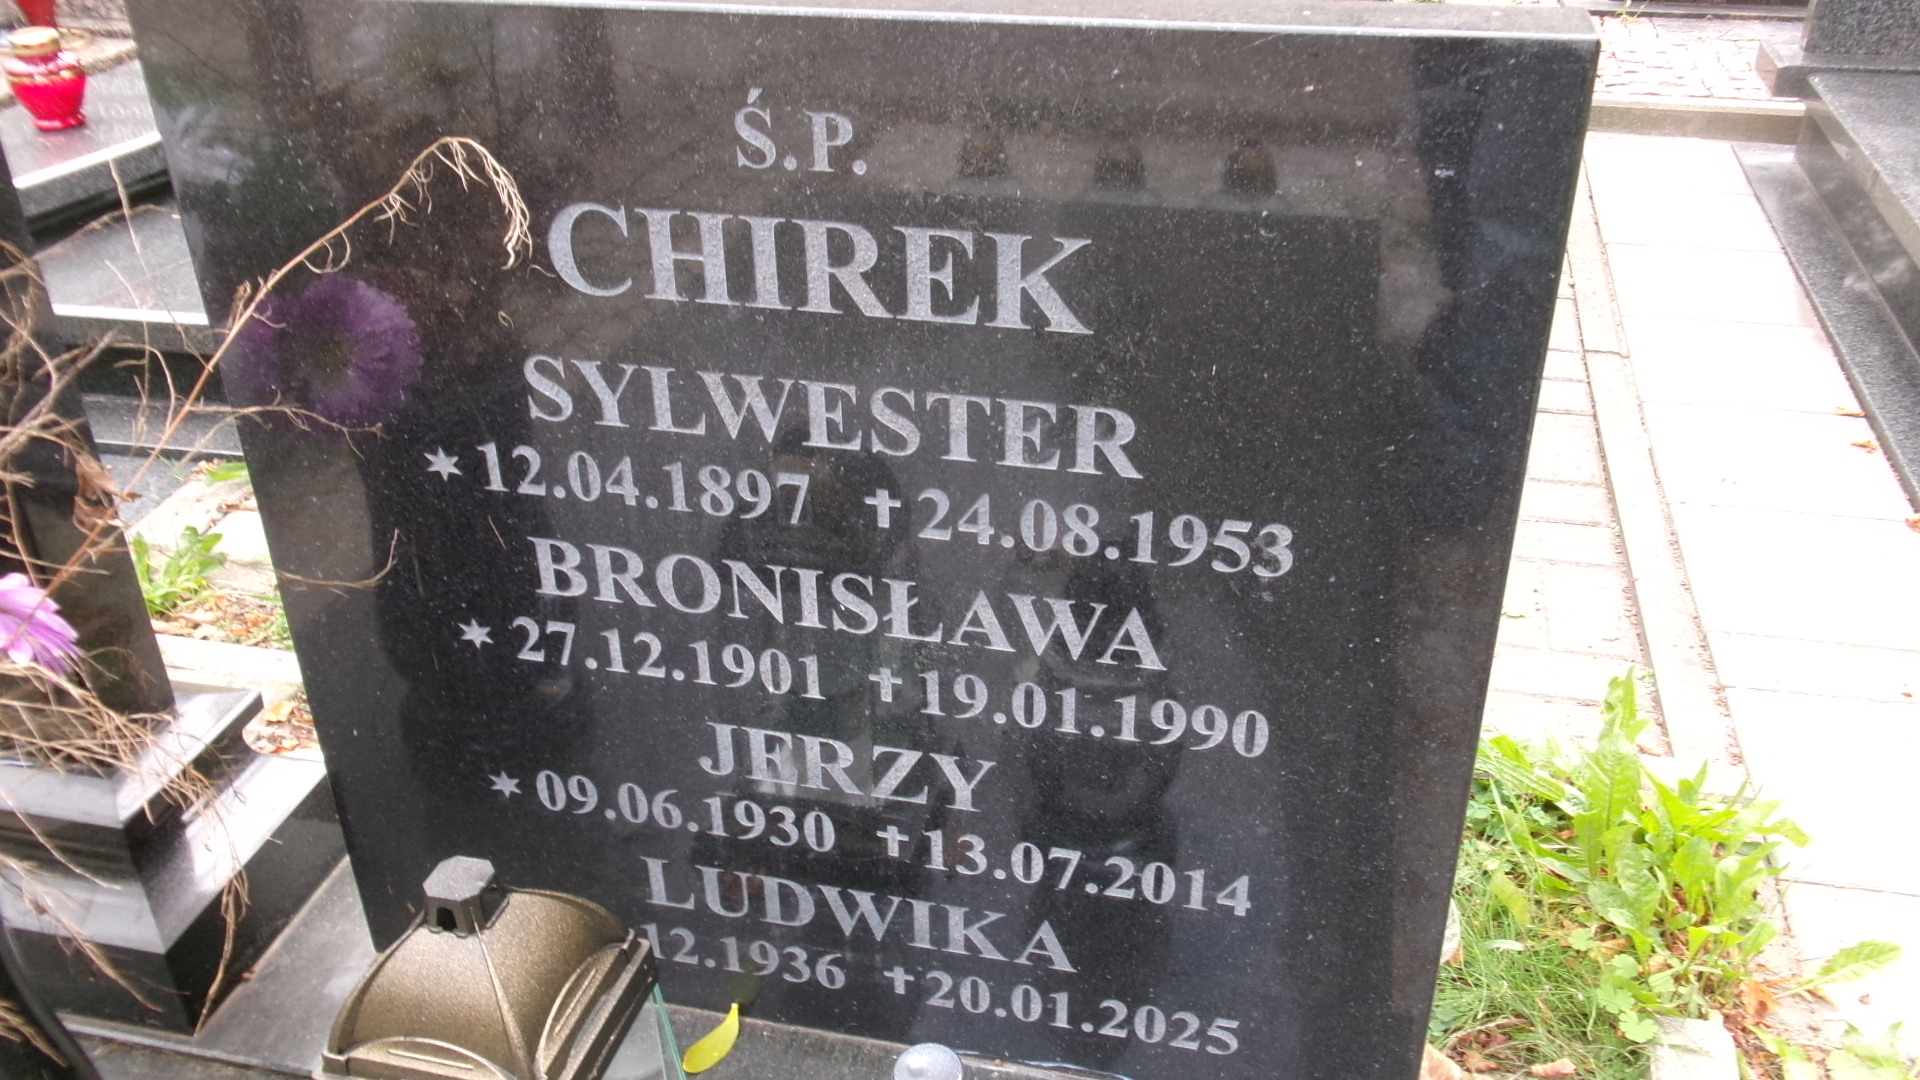 Ś.P.
CHIREK
SYLWESTER
* 12.04.1897 ✝ 24.08.1953
BRONISŁAWA
* 27.12.1901 ✝ 19.01.1990
JERZY
* 09.06.1930 ✝ 13.07.2014
LUDWIKA
12.1936 ✝ 20.01.2025